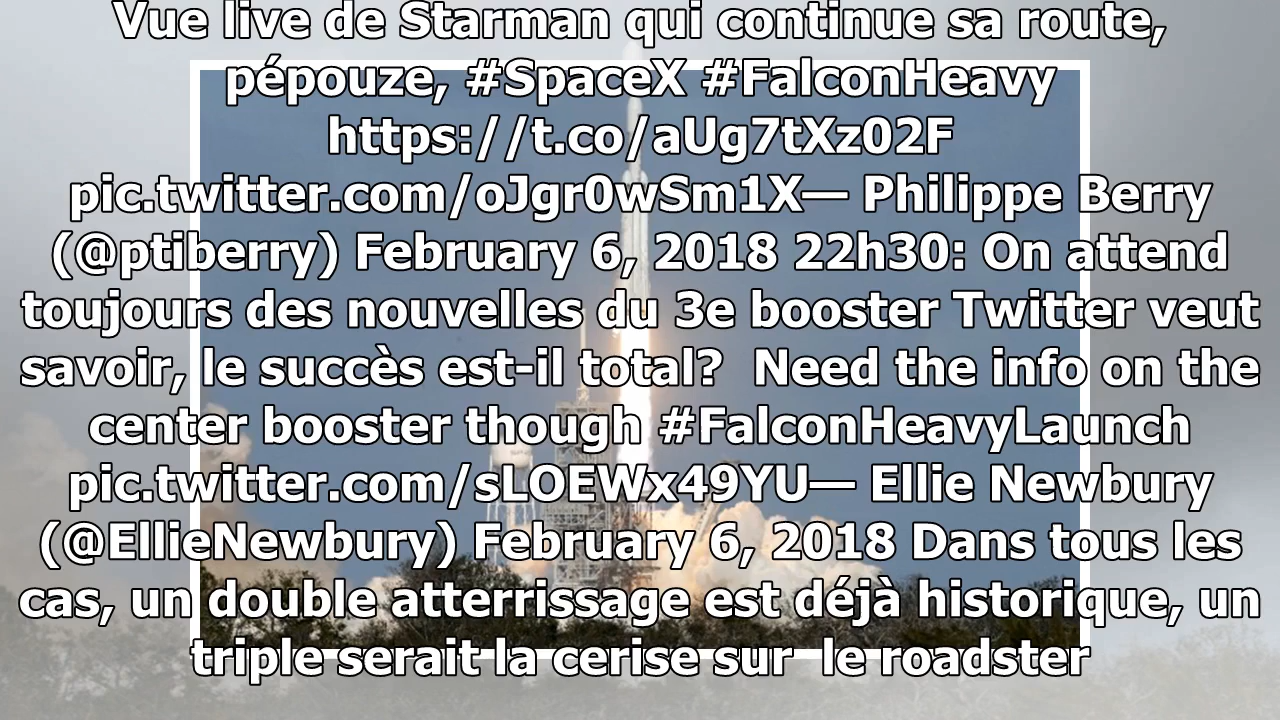 Vue live de Starman qui continue sa route,
pépouze, #SpaceX #FalconHeavy
https://t.co/aUg7tXz02F
pic.twitter.com/oJgr0wSm1X— Philippe Berry
(@ptiberry) February 6, 2018 22h30: On attend
toujours des nouvelles du 3e booster Twitter veut
savoir, le succès est-il total?  Need the info on the
center booster though #FalconHeavyLaunch
pic.twitter.com/sLOEWx49YU— Ellie Newbury
(@EllieNewbury) February 6, 2018 Dans tous les
cas, un double atterrissage est déjà historique, un
triple serait la cerise sur  le roadster